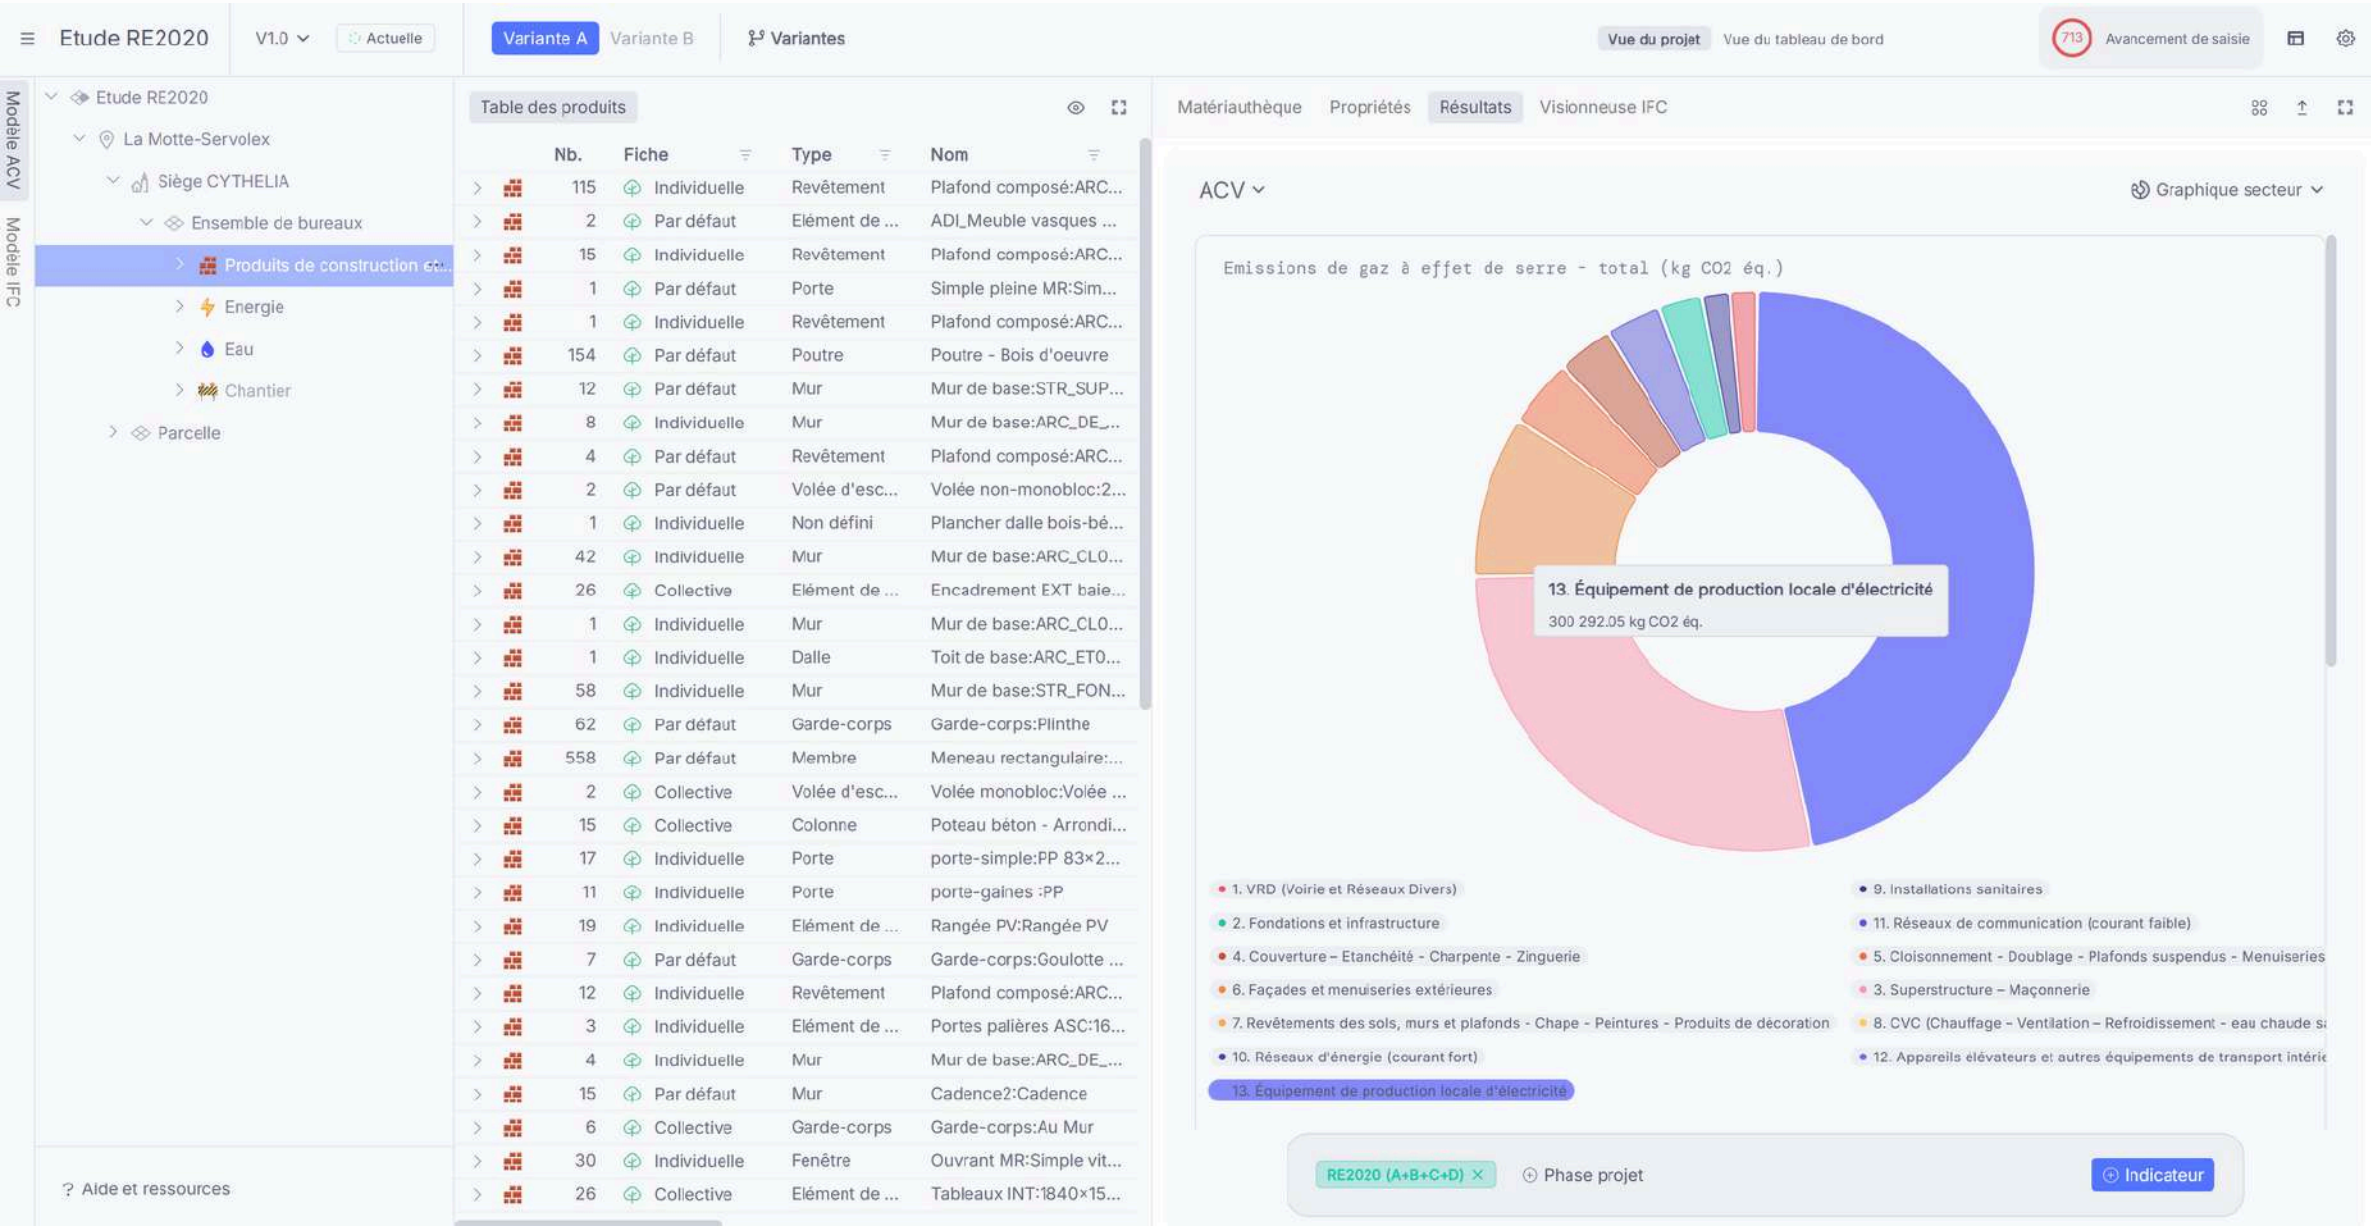 Etude RE2020
V1.0
Actuelle
Variante A
Variante B
Variantes
Vue du projet
Vue du tableau de bord
713
Avancement de saisie
Modèle ACV
Modèle IFC
Etude RE2020
La Motte-Servolex
Siège CYTHELIA
Ensemble de bureaux
Produits de construction et...
Energie
Eau
Chantier
Parcelle
? Aide et ressources
Table des produits
Nb. Fiche Type Nom
115 Individuelle Revêtement Plafond composé:ARC...
2 Par défaut Elément de ... ADI_Meuble vasques ...
15 Individuelle Revêtement Plafond composé:ARC...
1 Par défaut Porte Simple pleine MR:Sim...
1 Individuelle Revêtement Plafond composé:ARC...
154 Par défaut Poutre Poutre - Bois d'oeuvre
12 Par défaut Mur Mur de base:STR_SUP...
8 Individuelle Mur Mur de base:ARC_DE_...
4 Par défaut Revêtement Plafond composé:ARC...
2 Par défaut Volée d'esc... Volée non-monobloc:2...
1 Individuelle Non défini Plancher dalle bois-bé...
42 Individuelle Mur Mur de base:ARC_CL0...
26 Collective Elément de ... Encadrement EXT baie...
1 Individuelle Mur Mur de base:ARC_CL0...
1 Individuelle Dalle Toit de base:ARC_ET0...
58 Individuelle Mur Mur de base:STR_FON...
62 Par défaut Garde-corps Garde-corps:Plinthe
558 Par défaut Membre Meneau rectangulaire:...
2 Collective Volée d'esc... Volée monobloc:Volée ...
15 Collective Colonne Poteau béton - Arrondi...
17 Individuelle Porte porte-simple:PP 83×2...
11 Individuelle Porte porte-gaines :PP
19 Individuelle Elément de ... Rangée PV:Rangée PV
7 Par défaut Garde-corps Garde-corps:Goulotte ...
12 Individuelle Revêtement Plafond composé:ARC...
3 Individuelle Elément de ... Portes palières ASC:16...
4 Individuelle Mur Mur de base:ARC_DE_...
15 Par défaut Mur Cadence2:Cadence
6 Collective Garde-corps Garde-corps:Au Mur
30 Individuelle Fenêtre Ouvrant MR:Simple vit...
26 Collective Elément de ... Tableaux INT:1840×15...
Matériauthèque
Propriétés
Résultats
Visionneuse IFC
ACV
Graphique secteur
Emissions de gaz à effet de serre - total (kg CO2 éq.)
13. Équipement de production locale d'électricité
300 292.05 kg CO2 éq.
1. VRD (Voirie et Réseaux Divers)
9. Installations sanitaires
2. Fondations et infrastructure
11. Réseaux de communication (courant faible)
4. Couverture – Etanchéité - Charpente - Zinguerie
5. Cloisonnement - Doublage - Plafonds suspendus - Menuiseries
6. Façades et menuiseries extérieures
3. Superstructure – Maçonnerie
7. Revêtements des sols, murs et plafonds - Chape - Peintures - Produits de décoration
8. CVC (Chauffage – Ventilation – Refroidissement - eau chaude sa
10. Réseaux d'énergie (courant fort)
12. Appareils élévateurs et autres équipements de transport intérie
13. Équipement de production locale d'électricité
RE2020 (A+B+C+D) ×
Phase projet
Indicateur